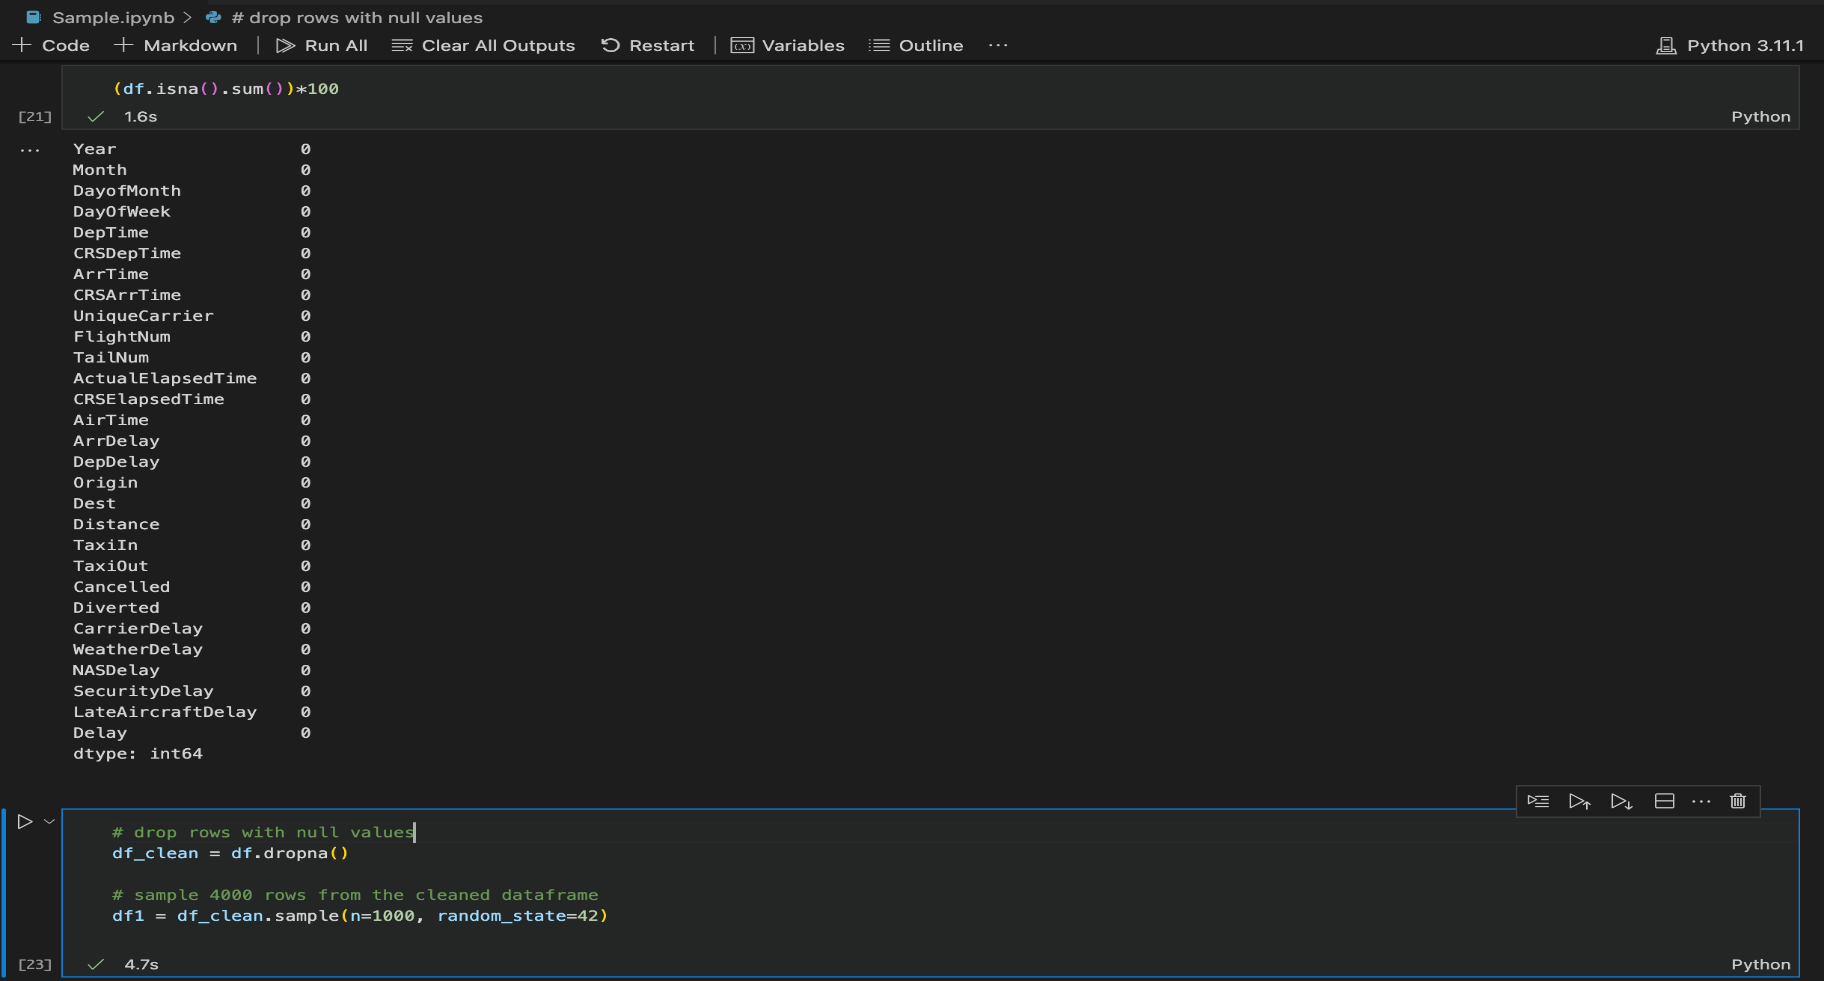 Sample.ipynb > # drop rows with null values
+ Code + Markdown | Run All Clear All Outputs Restart | Variables Outline ... Python 3.11.1
(df.isna().sum())*100
[21] ✓ 1.6s Python
... Year 0
Month 0
DayofMonth 0
DayOfWeek 0
DepTime 0
CRSDepTime 0
ArrTime 0
CRSArrTime 0
UniqueCarrier 0
FlightNum 0
TailNum 0
ActualElapsedTime 0
CRSElapsedTime 0
AirTime 0
ArrDelay 0
DepDelay 0
Origin 0
Dest 0
Distance 0
TaxiIn 0
TaxiOut 0
Cancelled 0
Diverted 0
CarrierDelay 0
WeatherDelay 0
NASDelay 0
SecurityDelay 0
LateAircraftDelay 0
Delay 0
dtype: int64
# drop rows with null values
df_clean = df.dropna()
# sample 4000 rows from the cleaned dataframe
df1 = df_clean.sample(n=1000, random_state=42)
[23] ✓ 4.7s Python